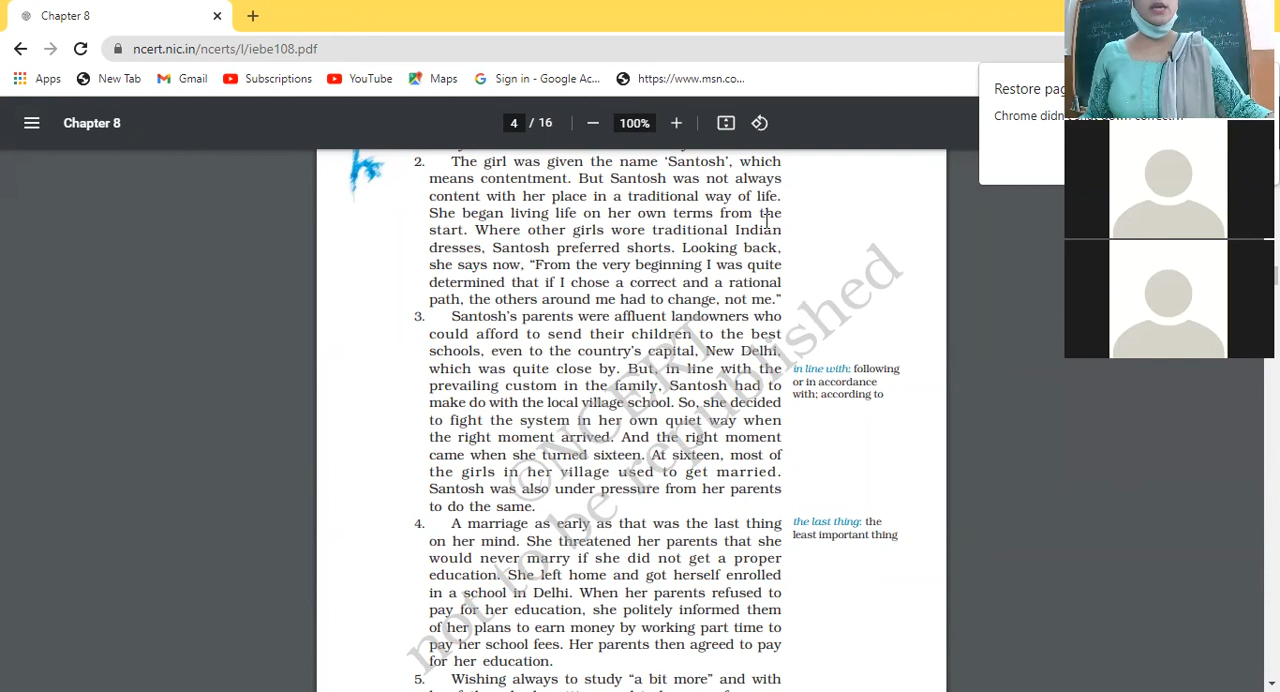 Chapter 8
ncert.nic.in/ncerts/l/iebe108.pdf
Apps New Tab Gmail Subscriptions YouTube Maps Sign in - Google Ac... https://www.msn.co...
Restore pag
Chrome didn
Chapter 8
4 / 16 100%
2. The girl was given the name ‘Santosh’, which
means contentment. But Santosh was not always
content with her place in a traditional way of life.
She began living life on her own terms from the
start. Where other girls wore traditional Indian
dresses, Santosh preferred shorts. Looking back,
she says now, “From the very beginning I was quite
determined that if I chose a correct and a rational
path, the others around me had to change, not me.”
3. Santosh’s parents were affluent landowners who
could afford to send their children to the best
schools, even to the country’s capital, New Delhi,
which was quite close by. But, in line with the
prevailing custom in the family, Santosh had to
make do with the local village school. So, she decided
to fight the system in her own quiet way when
the right moment arrived. And the right moment
came when she turned sixteen. At sixteen, most of
the girls in her village used to get married.
Santosh was also under pressure from her parents
to do the same.
in line with: following
or in accordance
with; according to
4. A marriage as early as that was the last thing
on her mind. She threatened her parents that she
would never marry if she did not get a proper
education. She left home and got herself enrolled
in a school in Delhi. When her parents refused to
pay for her education, she politely informed them
of her plans to earn money by working part time to
pay her school fees. Her parents then agreed to pay
for her education.
the last thing: the
least important thing
5. Wishing always to study “a bit more” and with
©NCERT
not to be republished